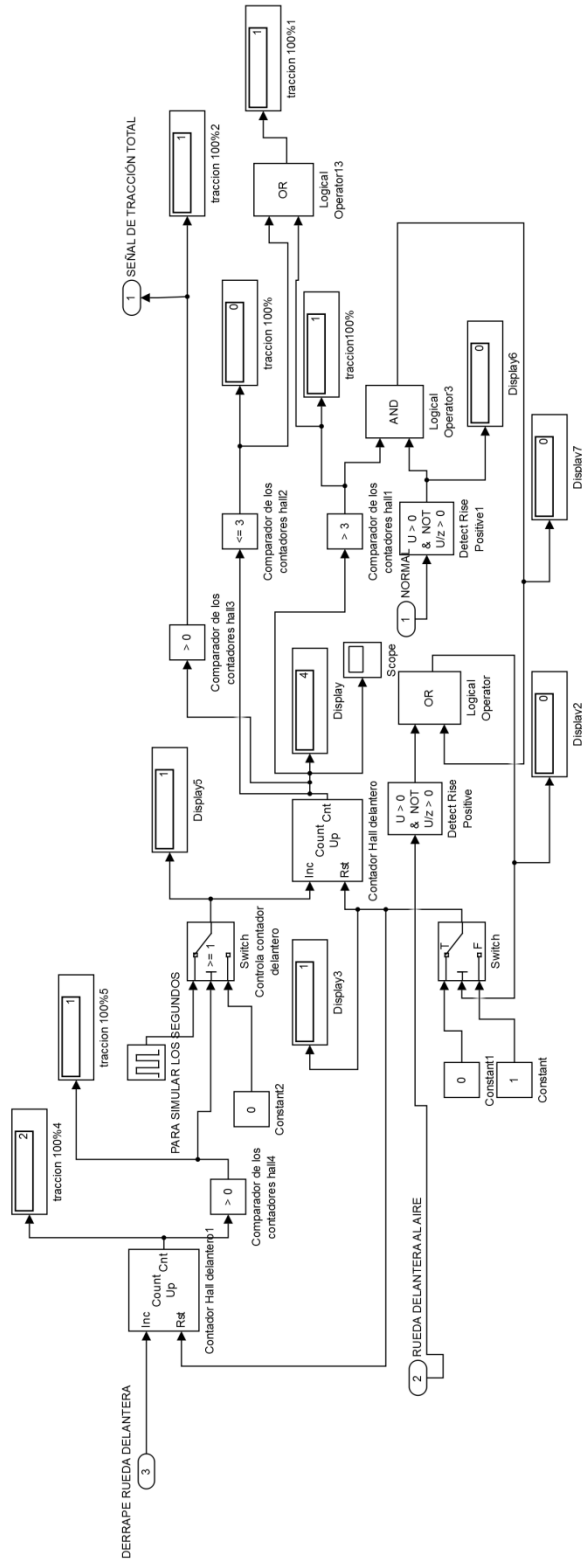 DERRAPE RUEDA DELANTERA
3
Inc
Rst
Count
Up
Cnt
Contador Hall delantero1
2
traccion 100%4
> 0
Comparador de los
contadores hall4
1
traccion 100%5
PARA SIMULAR LOS SEGUNDOS
0
Constant2
>= 1
Switch
Controla contador
delantero
1
Display5
1
Display3
Inc
Rst
Count
Up
Cnt
Contador Hall delantero
4
Display
Scope
> 0
Comparador de los
contadores hall3
1
SEÑAL DE TRACCIÓN TOTAL
1
traccion 100%2
<= 3
Comparador de los
contadores hall2
0
traccion 100%
> 3
Comparador de los
contadores hall1
1
traccion100%
OR
Logical
Operator13
1
traccion 100%1
2
RUEDA DELANTERA AL AIRE
0
Constant1
1
Constant
T
F
Switch
U > 0
& NOT
U/z > 0
Detect Rise
Positive
OR
Logical
Operator
0
Display2
1
NORMAL
U > 0
& NOT
U/z > 0
Detect Rise
Positive1
AND
Logical
Operator3
0
Display6
0
Display7